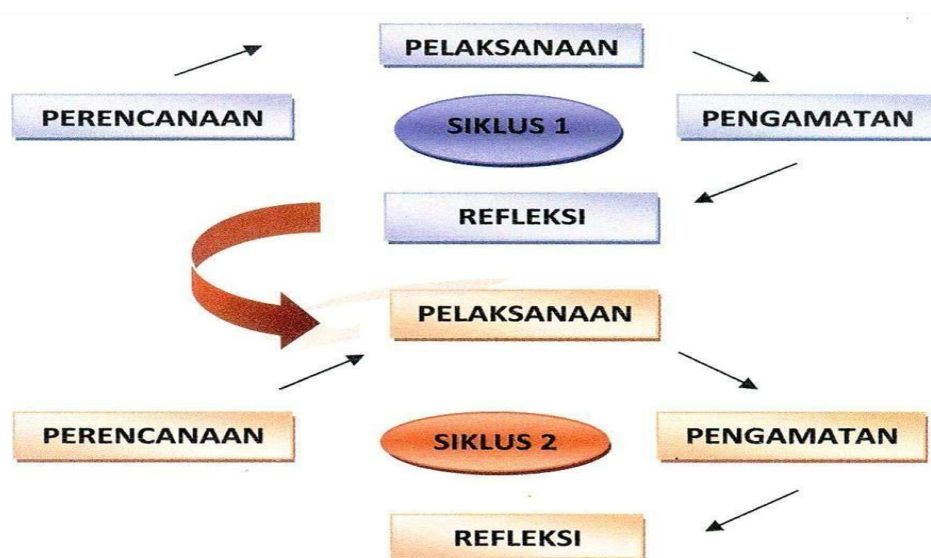 PELAKSANAAN
PERENCANAAN
SIKLUS 1
PENGAMATAN
REFLEKSI
PELAKSANAAN
PERENCANAAN
SIKLUS 2
PENGAMATAN
REFLEKSI